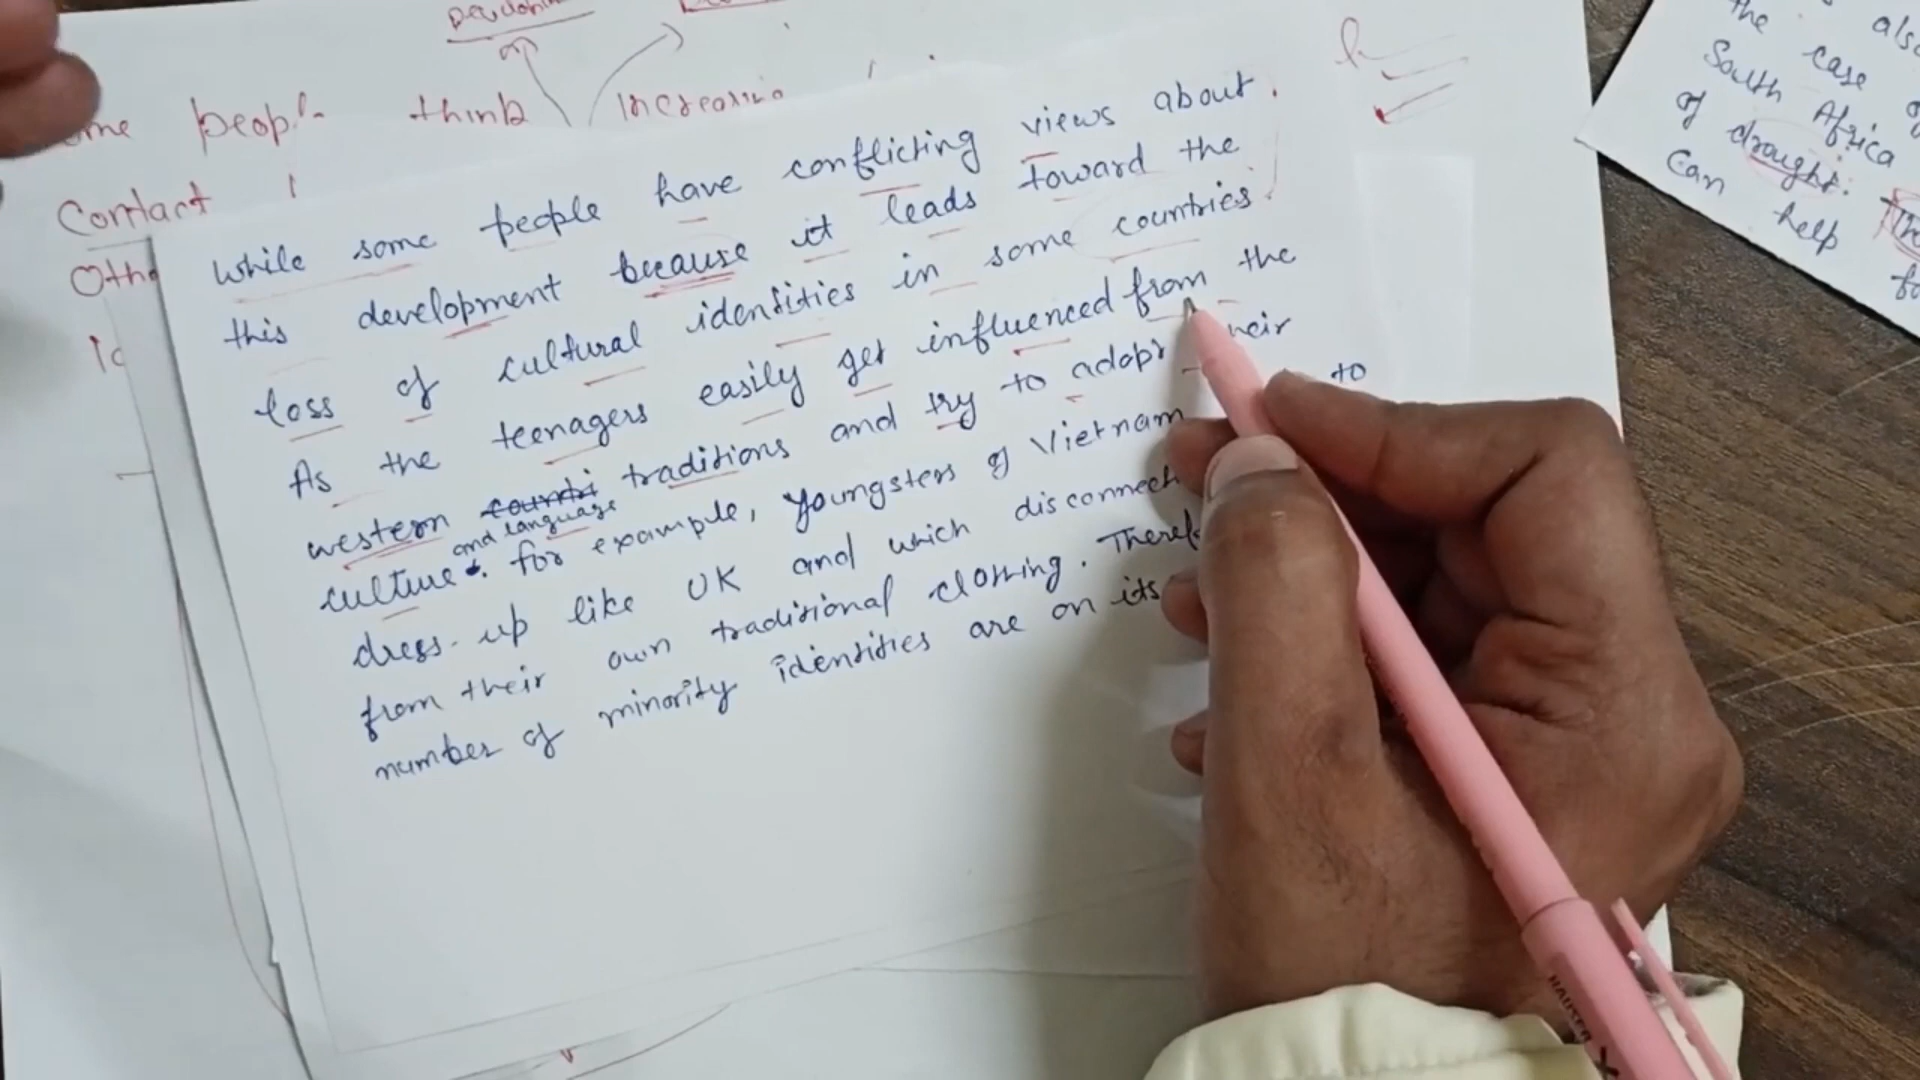 people think Increasing
Contact
while some people have conflicting views about
this development because it leads toward the
loss of cultural identities in some countries.
As the teenagers easily get influenced from the
western traditions and try to adopt their
and language
culture. for example, youngsters of Vietnam to
dress-up like UK and which disconnect
from their own traditional clothing.
number of minority identities are on its
also
the case
South Africa
of draught.
Can help